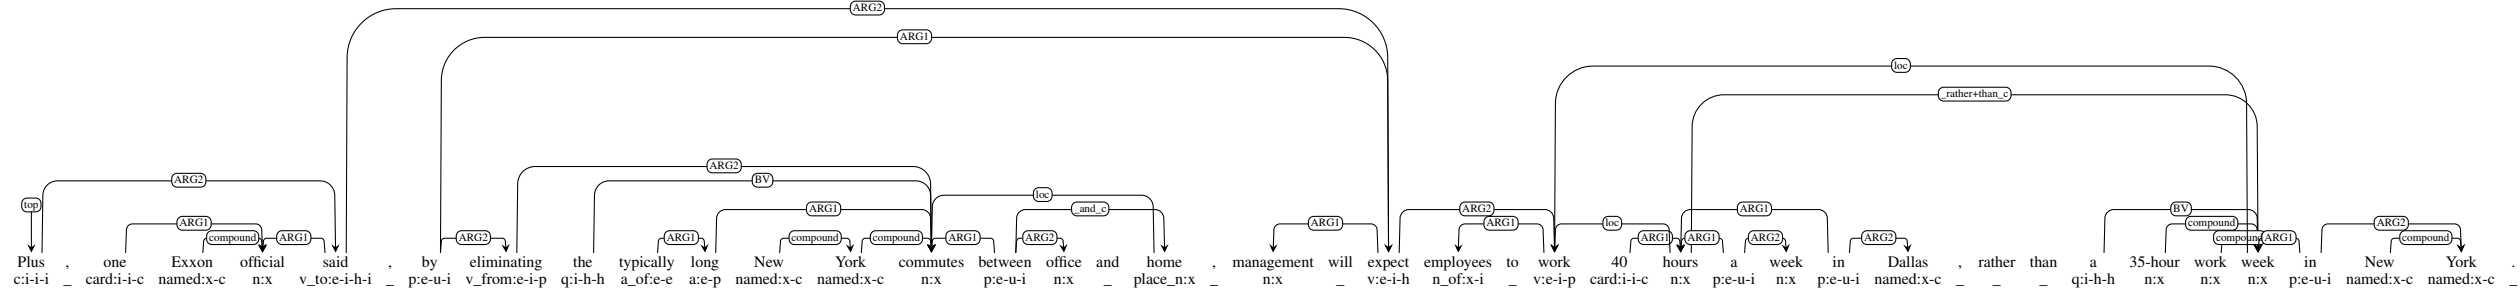 ARG2
ARG1
loc
_rather+than_c
ARG2
ARG2 BV
top loc
_and_c ARG1 BV
ARG1 ARG1 ARG2
ARG1 ARG1 loc compound ARG2
compound ARG1 ARG2 ARG1 compound compound ARG1 ARG2 ARG1 ARG1 ARG2 ARG2 compound ARG1 compound
Plus , one Exxon official said , by eliminating the typically long New York commutes between office and home , management will expect employees to work 40 hours a week in Dallas , rather than a 35-hour work week in New York .
c:i-i-i _ card:i-i-c named:x-c n:x v_to:e-i-h-i _ p:e-u-i v_from:e-i-p q:i-h-h a_of:e-e a:e-p named:x-c named:x-c n:x p:e-u-i n:x _ place_n:x _ n:x _ v:e-i-h n_of:x-i _ v:e-i-p card:i-i-c n:x p:e-u-i n:x p:e-u-i named:x-c _ _ _ q:i-h-h n:x n:x n:x p:e-u-i named:x-c named:x-c _